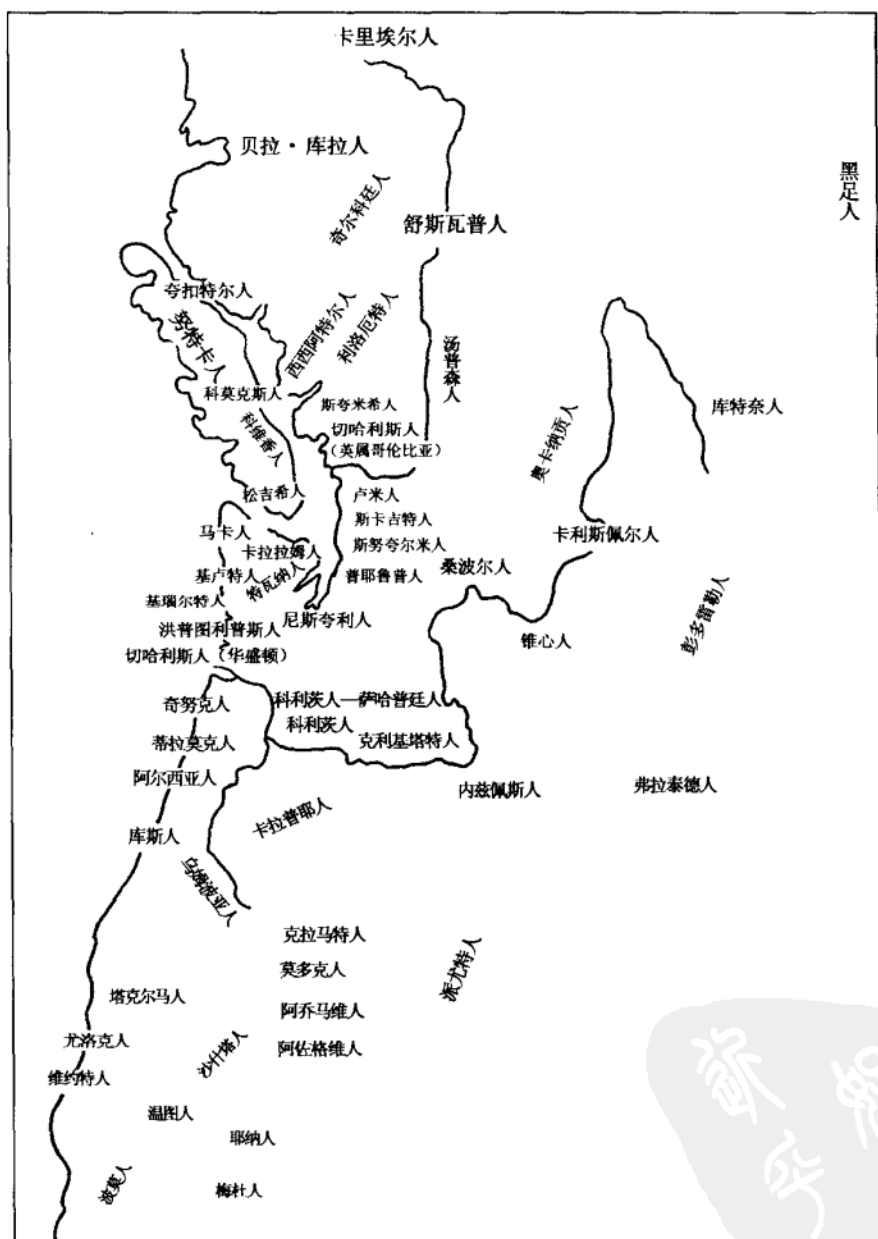 卡里埃尔人
贝拉·库拉人
黑足人
奇尔科廷人
舒斯瓦普人
夸扣特尔人
努特卡人
西西阿特尔人
利洛厄特人
汤普森人
科莫克斯人
斯夸米希人
库特奈人
切哈利斯人
（英属哥伦比亚）
科维香人
奥卡纳贡人
松吉希人
卢米人
斯卡古特人
马卡人
卡拉拉姆人
斯努夸尔米人
卡利斯佩尔人
基卢特人
特瓦纳人
普耶鲁普人
桑波尔人
基瑞尔特人
尼斯夸利人
彭多雷勒人
洪普图利普斯人
锥心人
切哈利斯人（华盛顿）
奇努克人
科利茨人—萨哈普廷人
科利茨人
蒂拉莫克人
克利基塔特人
阿尔西亚人
内兹佩斯人
弗拉泰德人
卡拉普耶人
库斯人
乌姆波亚人
克拉马特人
派尤特人
莫多克人
塔克尔马人
阿乔马维人
尤洛克人
沙什塔人
阿佐格维人
维约特人
温图人
耶纳人
波莫人
梅杜人